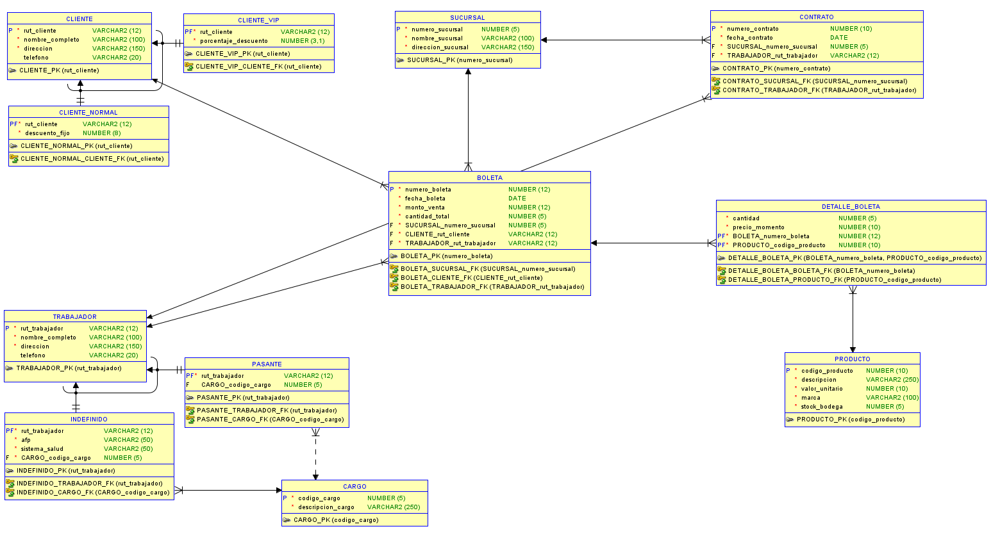 CLIENTE
P * rut_cliente VARCHAR2 (12)
* nombre_completo VARCHAR2 (100)
* direccion VARCHAR2 (150)
telefono VARCHAR2 (20)
CLIENTE_PK (rut_cliente)
CLIENTE_VIP
PF* rut_cliente VARCHAR2 (12)
* porcentaje_descuento NUMBER (3,1)
CLIENTE_VIP_PK (rut_cliente)
CLIENTE_VIP_CLIENTE_FK (rut_cliente)
SUCURSAL
P * numero_sucursal NUMBER (5)
* nombre_sucursal VARCHAR2 (100)
* direccion_sucursal VARCHAR2 (150)
SUCURSAL_PK (numero_sucursal)
CONTRATO
P * numero_contrato NUMBER (10)
* fecha_contrato DATE
F * SUCURSAL_numero_sucursal NUMBER (5)
F * TRABAJADOR_rut_trabajador VARCHAR2 (12)
CONTRATO_PK (numero_contrato)
CONTRATO_SUCURSAL_FK (SUCURSAL_numero_sucursal)
CONTRATO_TRABAJADOR_FK (TRABAJADOR_rut_trabajador)
CLIENTE_NORMAL
PF* rut_cliente VARCHAR2 (12)
* descuento_fijo NUMBER (8)
CLIENTE_NORMAL_PK (rut_cliente)
CLIENTE_NORMAL_CLIENTE_FK (rut_cliente)
BOLETA
P * numero_boleta NUMBER (12)
* fecha_boleta DATE
* monto_venta NUMBER (12)
* cantidad_total NUMBER (5)
F * SUCURSAL_numero_sucursal NUMBER (5)
F * CLIENTE_rut_cliente VARCHAR2 (12)
F * TRABAJADOR_rut_trabajador VARCHAR2 (12)
BOLETA_PK (numero_boleta)
BOLETA_SUCURSAL_FK (SUCURSAL_numero_sucursal)
BOLETA_CLIENTE_FK (CLIENTE_rut_cliente)
BOLETA_TRABAJADOR_FK (TRABAJADOR_rut_trabajador)
DETALLE_BOLETA
* cantidad NUMBER (5)
* precio_momento NUMBER (10)
PF* BOLETA_numero_boleta NUMBER (12)
PF* PRODUCTO_codigo_producto NUMBER (10)
DETALLE_BOLETA_PK (BOLETA_numero_boleta, PRODUCTO_codigo_producto)
DETALLE_BOLETA_BOLETA_FK (BOLETA_numero_boleta)
DETALLE_BOLETA_PRODUCTO_FK (PRODUCTO_codigo_producto)
TRABAJADOR
P * rut_trabajador VARCHAR2 (12)
* nombre_completo VARCHAR2 (100)
* direccion VARCHAR2 (150)
telefono VARCHAR2 (20)
TRABAJADOR_PK (rut_trabajador)
PASANTE
PF* rut_trabajador VARCHAR2 (12)
F CARGO_codigo_cargo NUMBER (5)
PASANTE_PK (rut_trabajador)
PASANTE_TRABAJADOR_FK (rut_trabajador)
PASANTE_CARGO_FK (CARGO_codigo_cargo)
PRODUCTO
P * codigo_producto NUMBER (10)
* descripcion VARCHAR2 (250)
* valor_unitario NUMBER (10)
* marca VARCHAR2 (100)
* stock_bodega NUMBER (5)
PRODUCTO_PK (codigo_producto)
INDEFINIDO
PF* rut_trabajador VARCHAR2 (12)
* afp VARCHAR2 (50)
* sistema_salud VARCHAR2 (50)
F * CARGO_codigo_cargo NUMBER (5)
INDEFINIDO_PK (rut_trabajador)
INDEFINIDO_TRABAJADOR_FK (rut_trabajador)
INDEFINIDO_CARGO_FK (CARGO_codigo_cargo)
CARGO
P * codigo_cargo NUMBER (5)
* descripcion_cargo VARCHAR2 (250)
CARGO_PK (codigo_cargo)